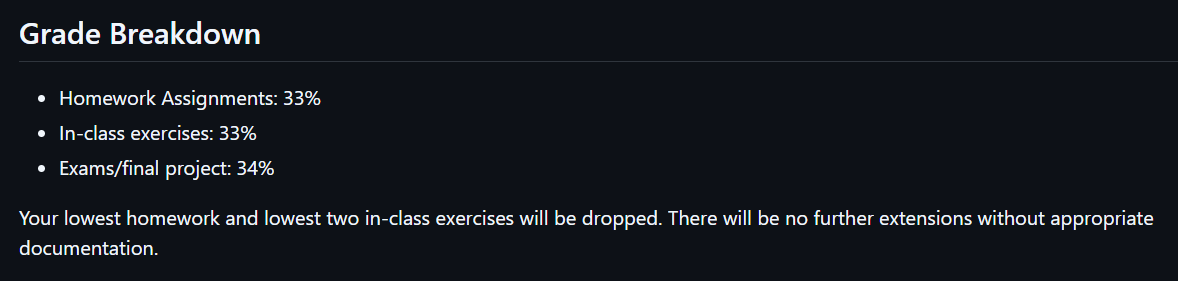 Grade Breakdown
Homework Assignments: 33%
In-class exercises: 33%
Exams/final project: 34%
Your lowest homework and lowest two in-class exercises will be dropped. There will be no further extensions without appropriate
documentation.